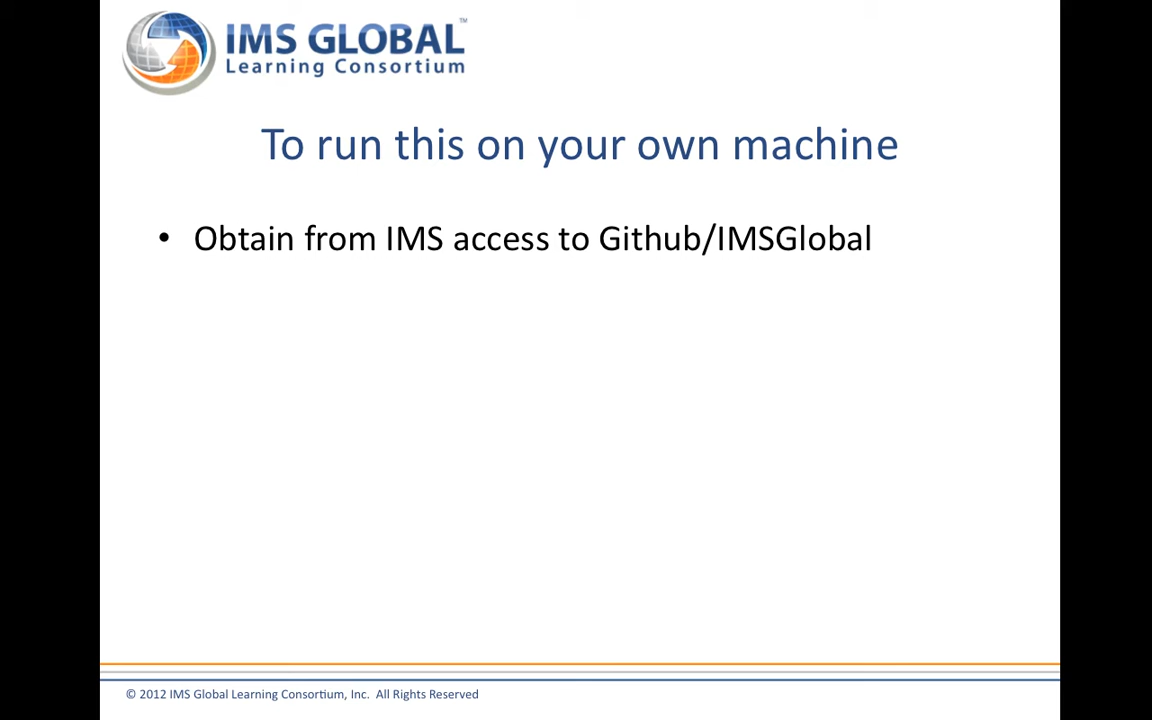 IMS GLOBAL™
Learning Consortium
To run this on your own machine
• Obtain from IMS access to Github/IMSGlobal
© 2012 IMS Global Learning Consortium, Inc. All Rights Reserved